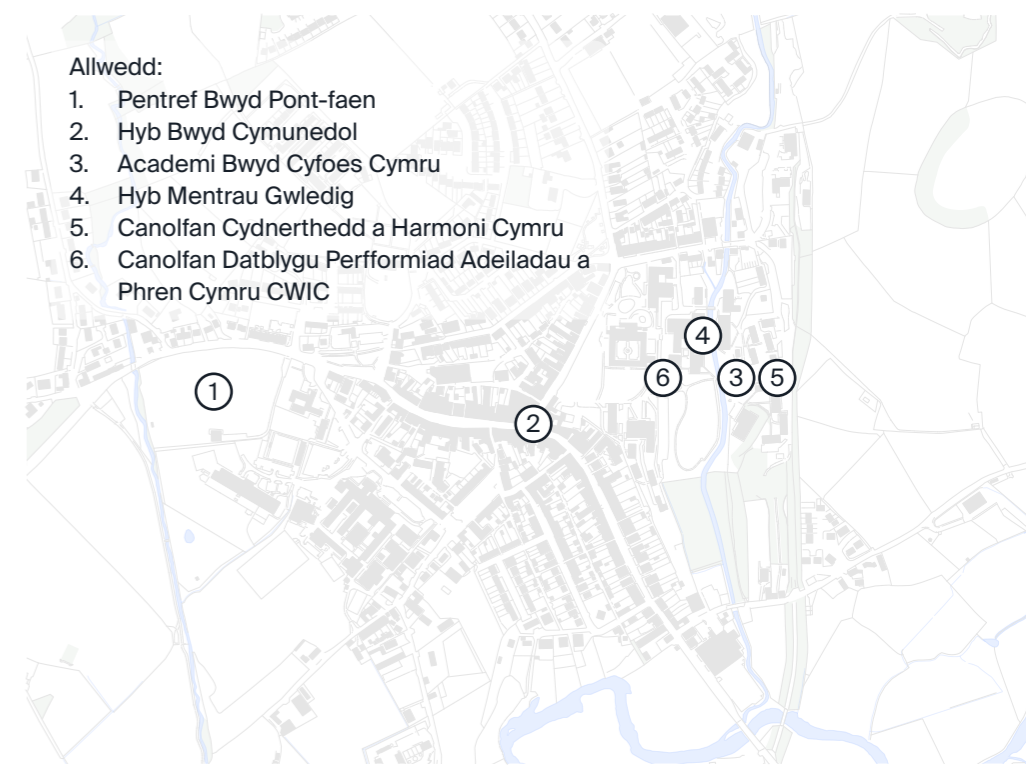 Allwedd:
1. Pentref Bwyd Pont-faen
2. Hyb Bwyd Cymunedol
3. Academi Bwyd Cyfoes Cymru
4. Hyb Mentrau Gwledig
5. Canolfan Cydnerthedd a Harmoni Cymru
6. Canolfan Datblygu Perfformiad Adeiladau a
Phren Cymru CWIC
4
6
3
5
1
2